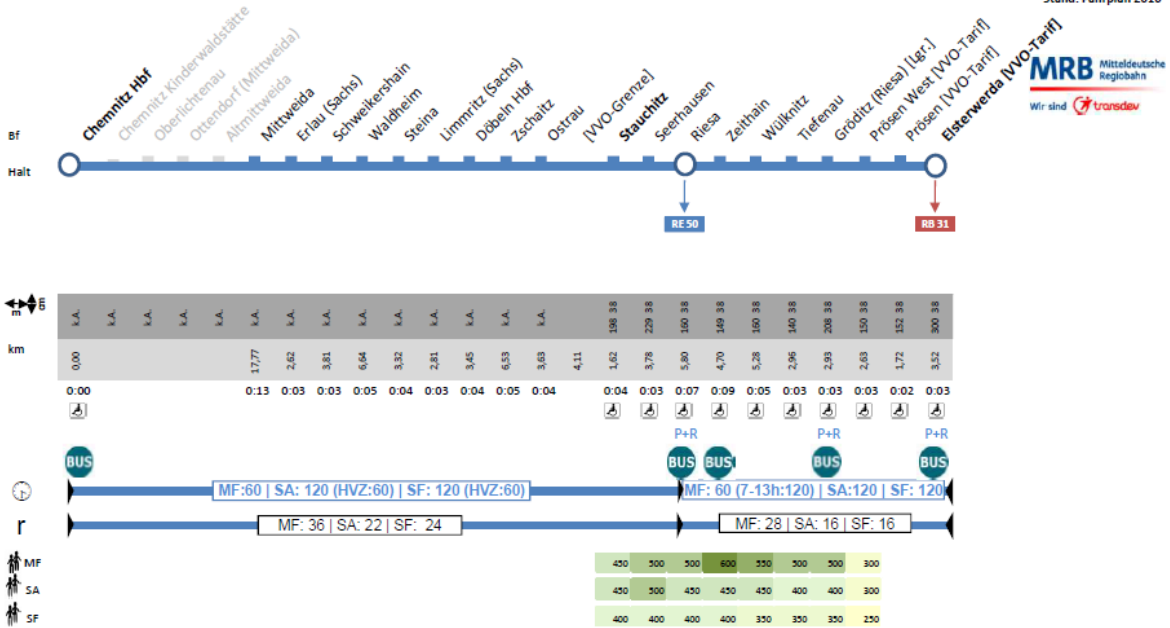 Stand: Fahrplan 2016
MRB Mitteldeutsche Regiobahn
Wir sind transdev
Bf
Chemnitz Hbf
Chemnitz Kinderwaldstätte
Oberlichtenau
Ottendorf (Mittweida)
Altmittweida
Mittweida
Erlau (Sachs)
Schweikershain
Waldheim
Steina
Limmritz (Sachs)
Döbeln Hbf
Zschaitz
Ostrau
[VVO-Grenze]
Stauchitz
Seerhausen
Riesa
Zeithain
Wülknitz
Tiefenau
Gröditz (Riesa) [Lgr.]
Prösen West [VVO-Tarif]
Prösen [VVO-Tarif]
Elsterwerda [VVO-Tarif]
Halt
RE 50 RB 31
m cm k.A. k.A. k.A. k.A. k.A. k.A. k.A. k.A. k.A. k.A. k.A. k.A. k.A. k.A. 198 38 229 38 160 38 149 38 160 38 140 38 208 38 150 38 152 38 300 38
km 0,00 17,77 2,62 3,81 6,64 3,32 2,81 3,45 6,53 3,63 4,11 1,62 3,78 5,80 4,70 5,28 2,96 2,93 2,63 1,72 3,52
0:00 0:13 0:03 0:03 0:05 0:04 0:03 0:04 0:05 0:04 0:04 0:03 0:07 0:09 0:05 0:03 0:03 0:03 0:02 0:03
P+R P+R P+R
BUS BUS BUS BUS BUS
MF:60 | SA: 120 (HVZ:60) | SF: 120 (HVZ:60) MF: 60 (7-13h:120) | SA:120 | SF: 120
r MF: 36 | SA: 22 | SF: 24 MF: 28 | SA: 16 | SF: 16
MF 450 500 500 600 550 500 500 300
SA 450 500 450 450 450 400 400 300
SF 400 400 400 400 350 350 350 250